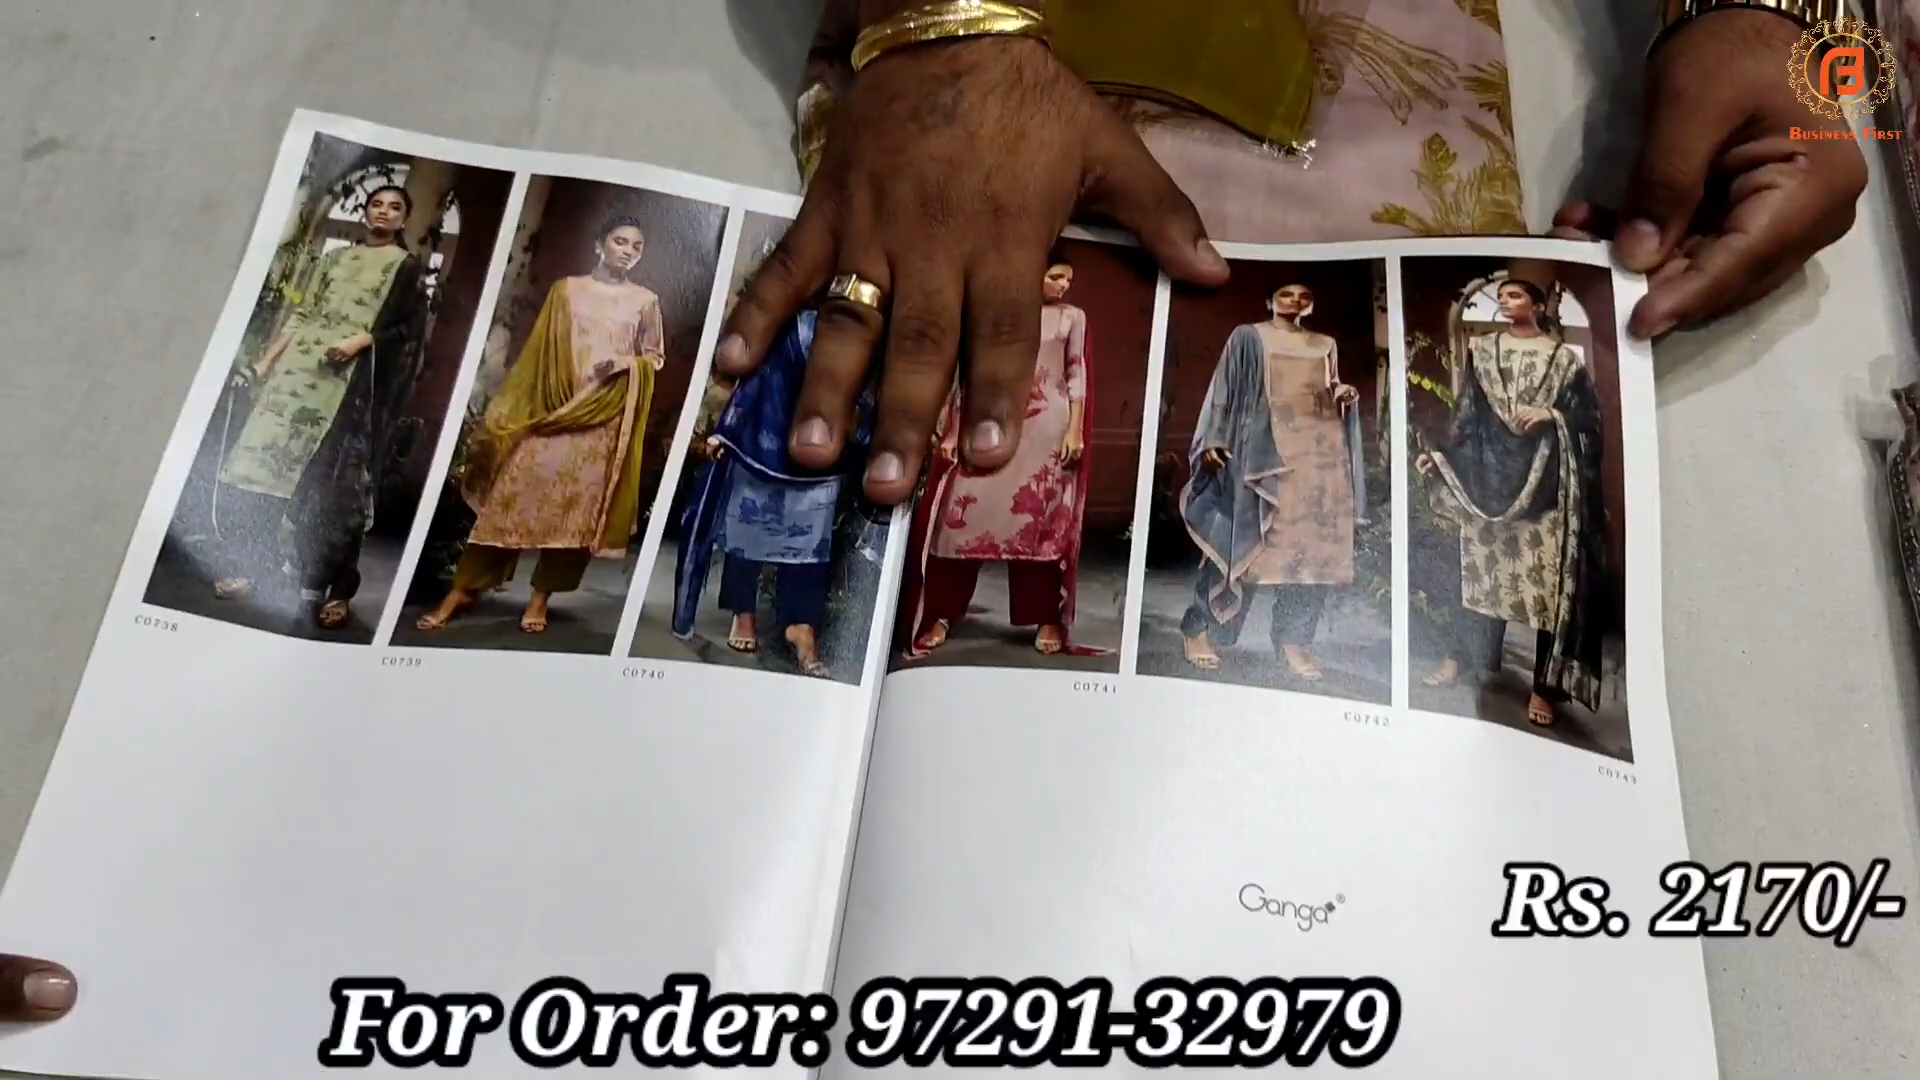 BUSINESS FIRST
C0738
C0739
C0740
C0741
C0742
C0743
Ganga®
Rs. 2170/-
For Order: 97291-32979